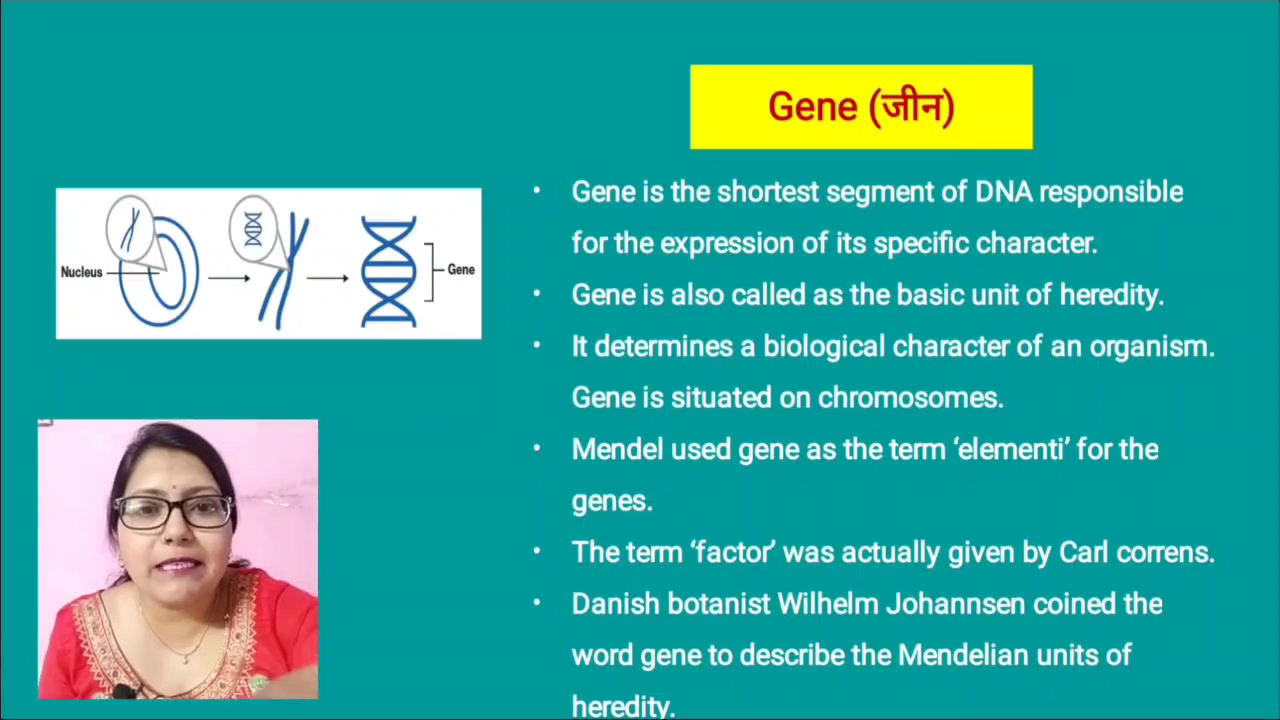 Gene (जीन)
Nucleus
Gene
• Gene is the shortest segment of DNA responsible
for the expression of its specific character.
• Gene is also called as the basic unit of heredity.
• It determines a biological character of an organism.
Gene is situated on chromosomes.
• Mendel used gene as the term ‘elementi’ for the
genes.
• The term ‘factor’ was actually given by Carl correns.
• Danish botanist Wilhelm Johannsen coined the
word gene to describe the Mendelian units of
heredity.